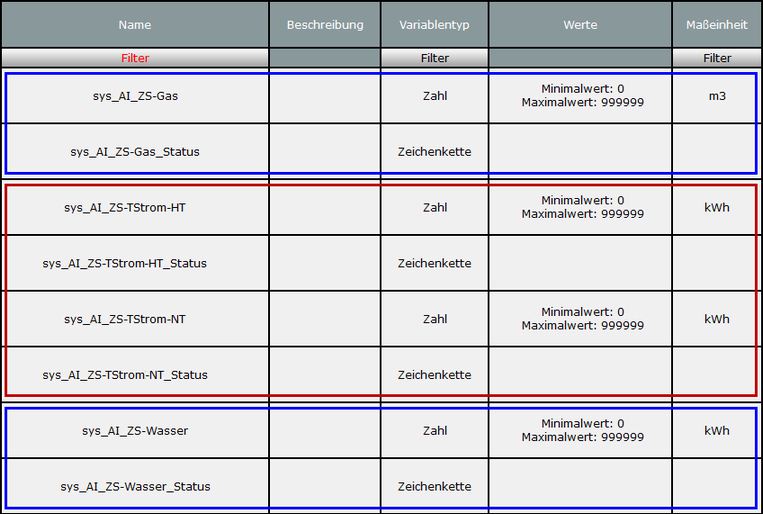 Name Beschreibung Variablentyp Werte Maßeinheit
Filter Filter Filter
sys_AI_ZS-Gas Zahl Minimalwert: 0 m3
Maximalwert: 999999
sys_AI_ZS-Gas_Status Zeichenkette
sys_AI_ZS-TStrom-HT Zahl Minimalwert: 0 kWh
Maximalwert: 999999
sys_AI_ZS-TStrom-HT_Status Zeichenkette
sys_AI_ZS-TStrom-NT Zahl Minimalwert: 0 kWh
Maximalwert: 999999
sys_AI_ZS-TStrom-NT_Status Zeichenkette
sys_AI_ZS-Wasser Zahl Minimalwert: 0 kWh
Maximalwert: 999999
sys_AI_ZS-Wasser_Status Zeichenkette